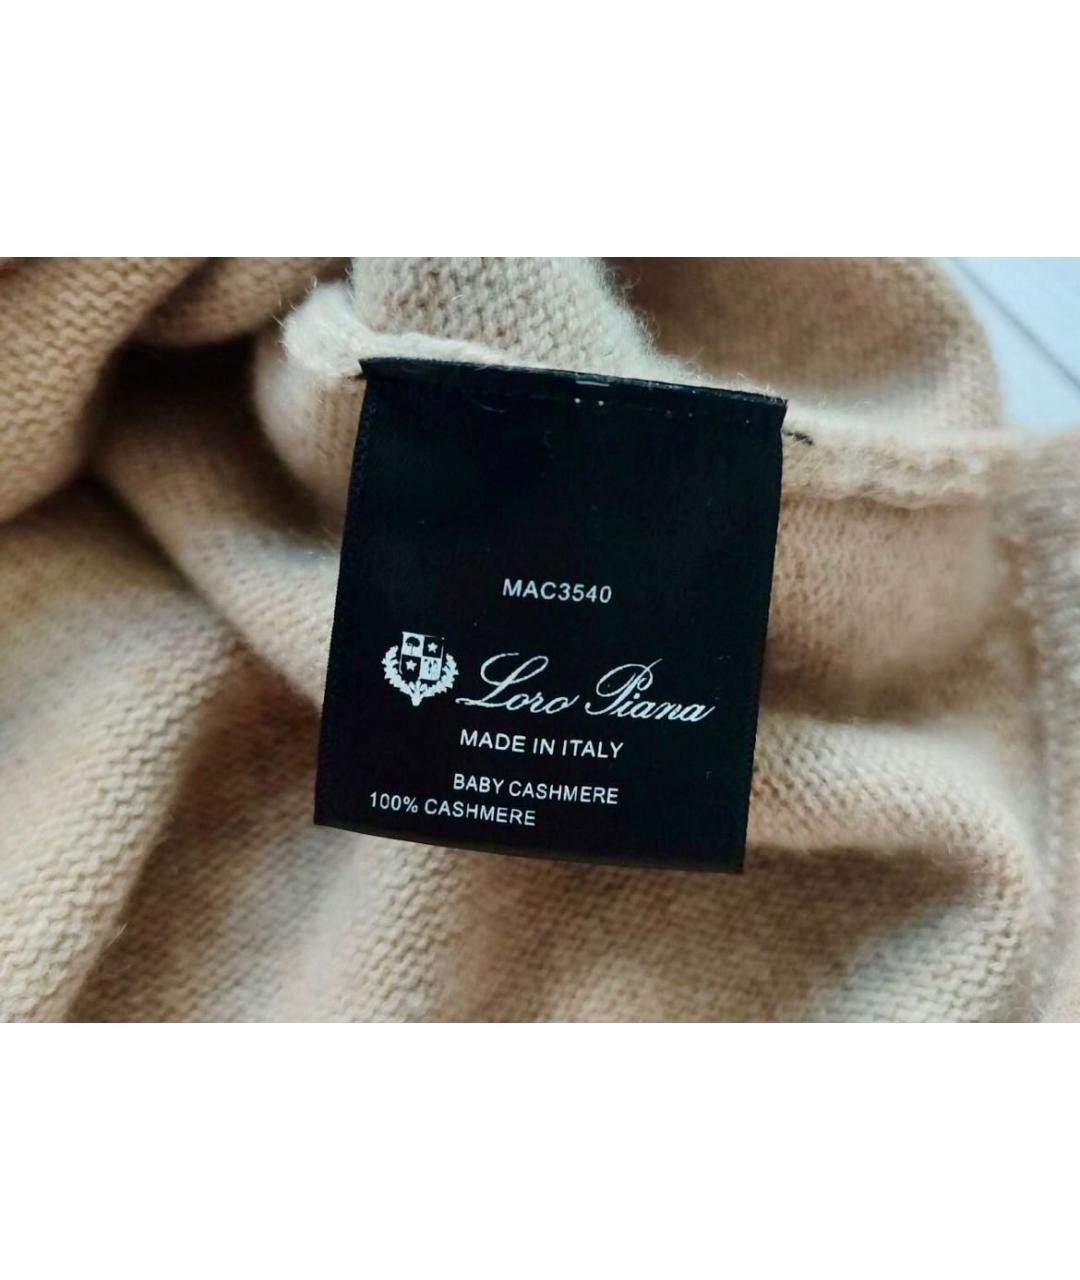 MAC3540
Loro Piana
MADE IN ITALY
BABY CASHMERE
100% CASHMERE